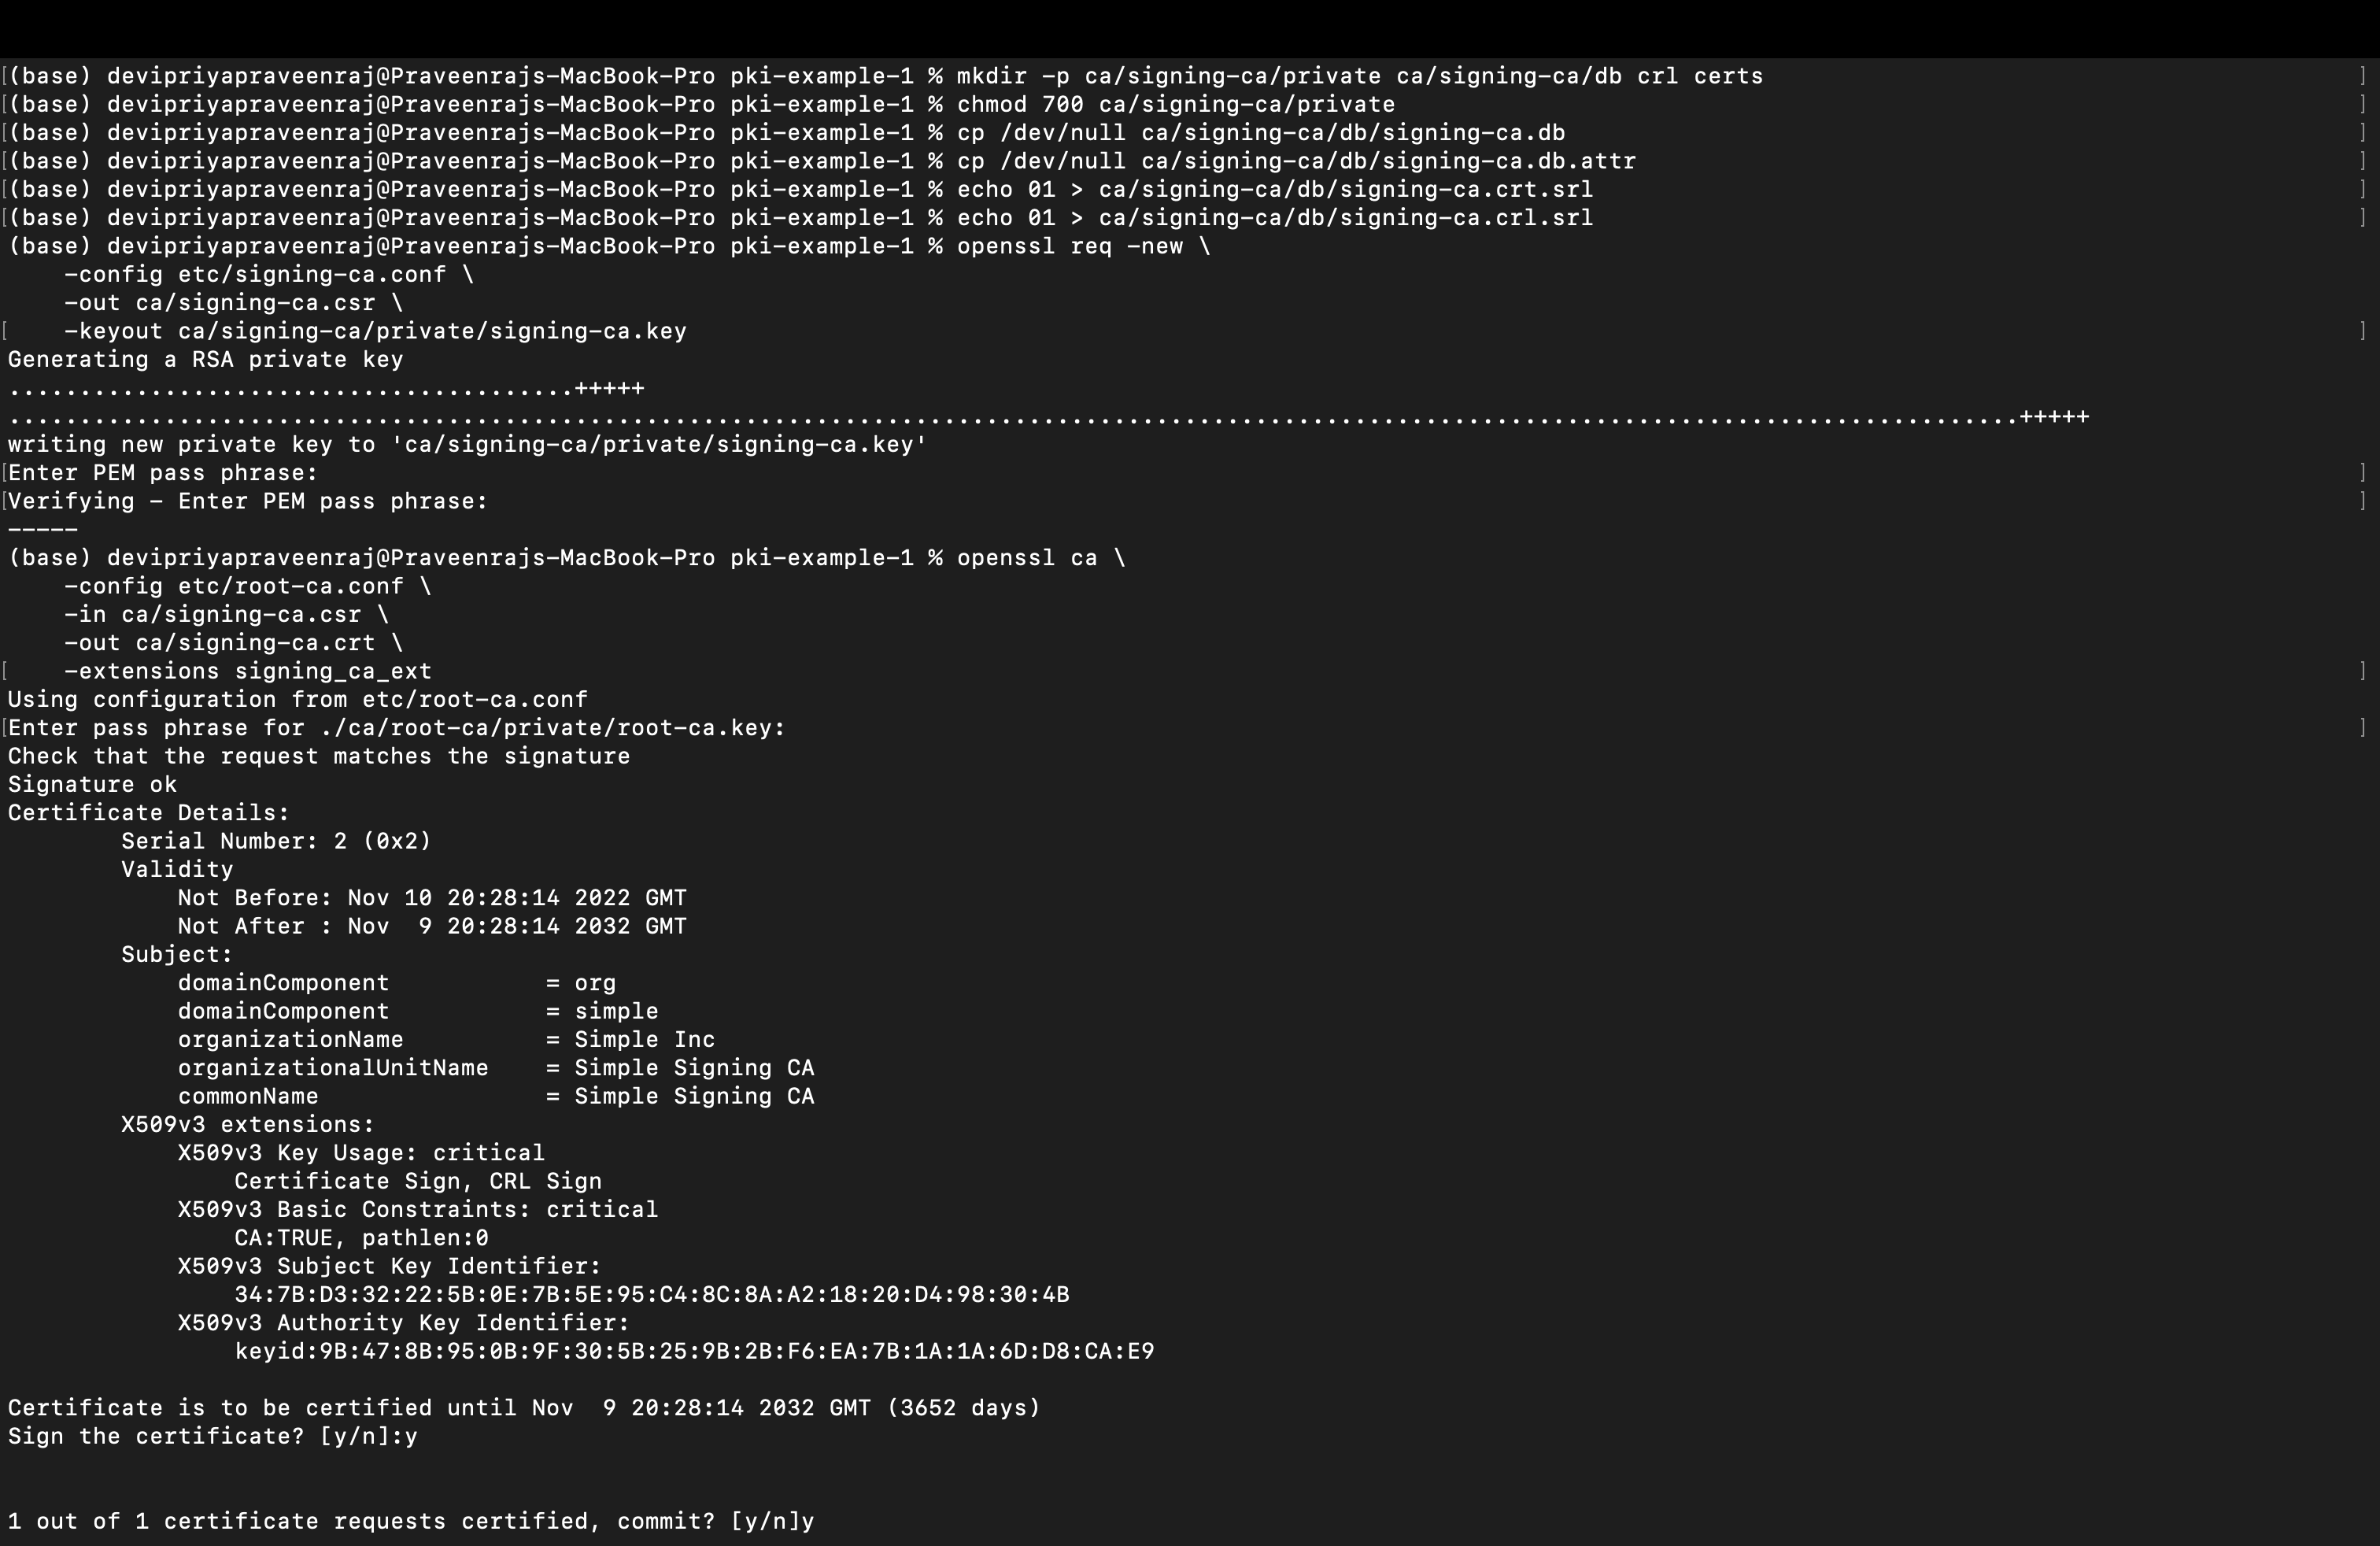 (base) devipriyapraveenraj@Praveenrajs-MacBook-Pro pki-example-1 % mkdir -p ca/signing-ca/private ca/signing-ca/db crl certs
(base) devipriyapraveenraj@Praveenrajs-MacBook-Pro pki-example-1 % chmod 700 ca/signing-ca/private
(base) devipriyapraveenraj@Praveenrajs-MacBook-Pro pki-example-1 % cp /dev/null ca/signing-ca/db/signing-ca.db
(base) devipriyapraveenraj@Praveenrajs-MacBook-Pro pki-example-1 % cp /dev/null ca/signing-ca/db/signing-ca.db.attr
(base) devipriyapraveenraj@Praveenrajs-MacBook-Pro pki-example-1 % echo 01 > ca/signing-ca/db/signing-ca.crt.srl
(base) devipriyapraveenraj@Praveenrajs-MacBook-Pro pki-example-1 % echo 01 > ca/signing-ca/db/signing-ca.crl.srl
(base) devipriyapraveenraj@Praveenrajs-MacBook-Pro pki-example-1 % openssl req -new \
    -config etc/signing-ca.conf \
    -out ca/signing-ca.csr \
    -keyout ca/signing-ca/private/signing-ca.key
Generating a RSA private key
........................................+++++
..............................................................................................................................................+++++
writing new private key to 'ca/signing-ca/private/signing-ca.key'
Enter PEM pass phrase:
Verifying - Enter PEM pass phrase:
-----
(base) devipriyapraveenraj@Praveenrajs-MacBook-Pro pki-example-1 % openssl ca \
    -config etc/root-ca.conf \
    -in ca/signing-ca.csr \
    -out ca/signing-ca.crt \
    -extensions signing_ca_ext
Using configuration from etc/root-ca.conf
Enter pass phrase for ./ca/root-ca/private/root-ca.key:
Check that the request matches the signature
Signature ok
Certificate Details:
        Serial Number: 2 (0x2)
        Validity
            Not Before: Nov 10 20:28:14 2022 GMT
            Not After : Nov  9 20:28:14 2032 GMT
        Subject:
            domainComponent           = org
            domainComponent           = simple
            organizationName          = Simple Inc
            organizationalUnitName    = Simple Signing CA
            commonName                = Simple Signing CA
        X509v3 extensions:
            X509v3 Key Usage: critical
                Certificate Sign, CRL Sign
            X509v3 Basic Constraints: critical
                CA:TRUE, pathlen:0
            X509v3 Subject Key Identifier:
                34:7B:D3:32:22:5B:0E:7B:5E:95:C4:8C:8A:A2:18:20:D4:98:30:4B
            X509v3 Authority Key Identifier:
                keyid:9B:47:8B:95:0B:9F:30:5B:25:9B:2B:F6:EA:7B:1A:1A:6D:D8:CA:E9
Certificate is to be certified until Nov  9 20:28:14 2032 GMT (3652 days)
Sign the certificate? [y/n]:y
1 out of 1 certificate requests certified, commit? [y/n]y